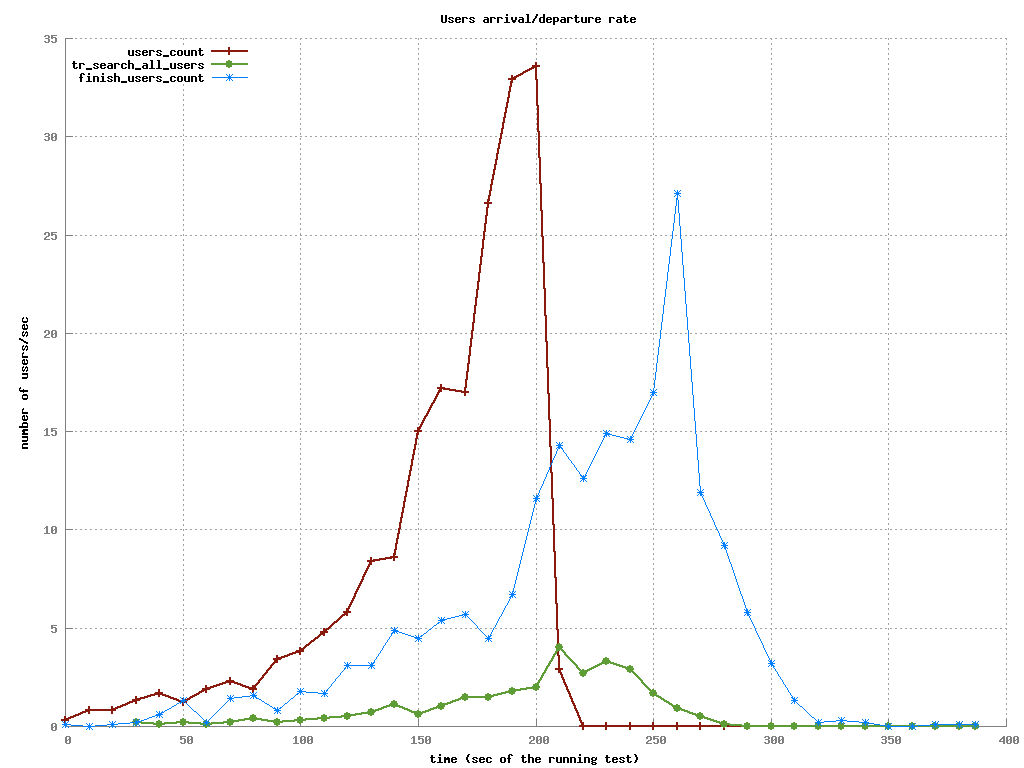 Users arrival/departure rate
35
users_count
tr_search_all_users
finish_users_count
30
25
20
number of users/sec
15
10
5
0
0 50 100 150 200 250 300 350 400
time (sec of the running test)